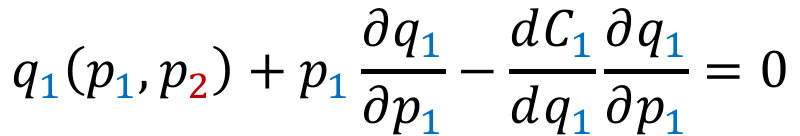 q₁(p₁, p₂) + p₁ ∂q₁/∂p₁ − dC₁/dq₁ ∂q₁/∂p₁ = 0